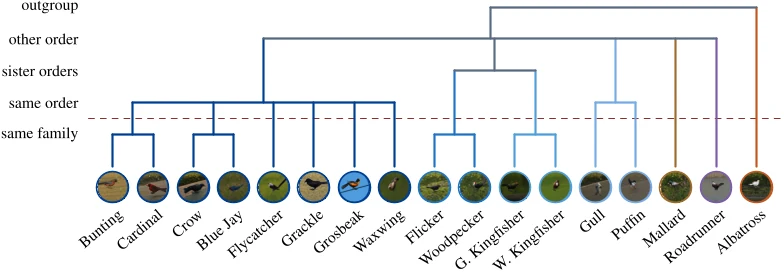 outgroup
other order
sister orders
same order
same family
Bunting
Cardinal
Crow
Blue Jay
Flycatcher
Grackle
Grosbeak
Waxwing
Flicker
Woodpecker
G. Kingfisher
W. Kingfisher
Gull
Puffin
Mallard
Roadrunner
Albatross